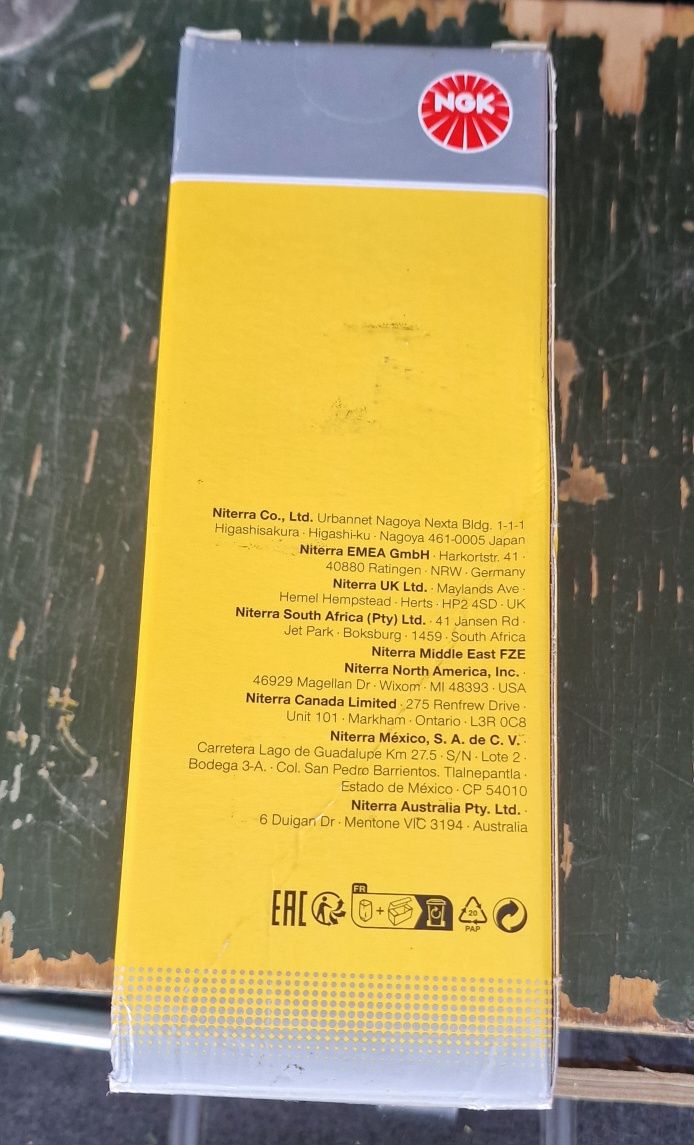 NGK
Niterra Co., Ltd. Urbannet Nagoya Nexta Bldg. 1-1-1
Higashisakura · Higashi-ku · Nagoya 461-0005 Japan
Niterra EMEA GmbH · Harkortstr. 41 ·
40880 Ratingen · NRW · Germany
Niterra UK Ltd. · Maylands Ave ·
Hemel Hempstead · Herts · HP2 4SD · UK
Niterra South Africa (Pty) Ltd. · 41 Jansen Rd ·
Jet Park · Boksburg · 1459 · South Africa
Niterra Middle East FZE
Niterra North America, Inc. ·
46929 Magellan Dr · Wixom · MI 48393 · USA
Niterra Canada Limited · 275 Renfrew Drive ·
Unit 101 · Markham · Ontario · L3R 0C8
Niterra México, S. A. de C. V. ·
Carretera Lago de Guadalupe Km 27.5 · S/N · Lote 2 ·
Bodega 3-A. · Col. San Pedro Barrientos. Tlalnepantla ·
Estado de México · CP 54010
Niterra Australia Pty. Ltd. ·
6 Duigan Dr · Mentone VIC 3194 · Australia
EAC
FR
+
20
PAP